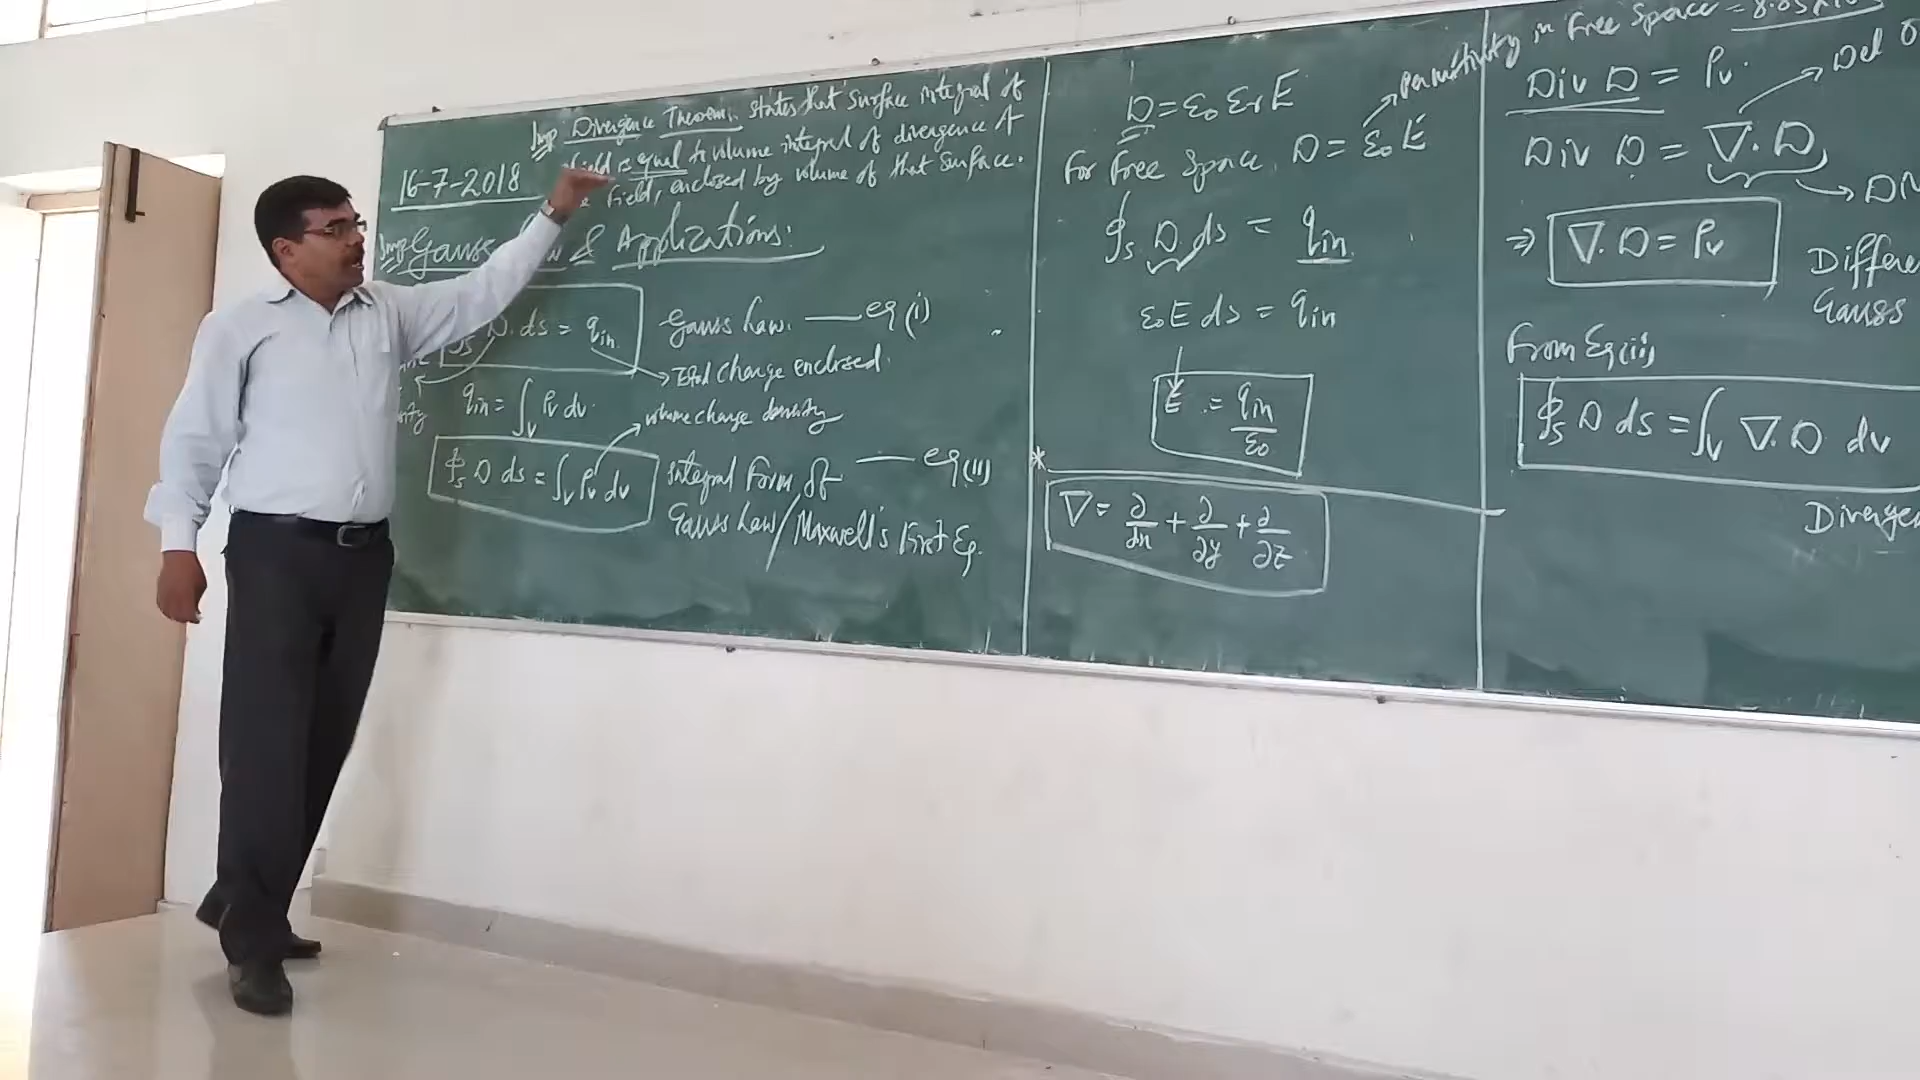 Imp Divergence Theorem: states that surface integral of
field is equal to volume integral of divergence of
field, enclosed by volume of that surface.
16-7-2018
Imp Gauss & Applications:
D. ds = qin Gauss Law. — eq(i)
→ Total charge enclosed.
qin = ∫v ρv dv. volume charge density
∮s D ds = ∫v ρv dv Integral Form of — eq(ii)
Gauss Law/Maxwell's First Eq.
D = ε0 εr E
For Free Space, D = ε0 E
∮s D. ds = qin
ε0 E ds = qin
E = qin/ε0
* ∇ = ∂/∂x + ∂/∂y + ∂/∂z
Permittivity in Free Space =
Div D = ρv. Del
Div D = ∇. D
⇒ ∇. D = ρv
Gauss
From Eq(ii),
∮s D ds = ∫v ∇. D dv